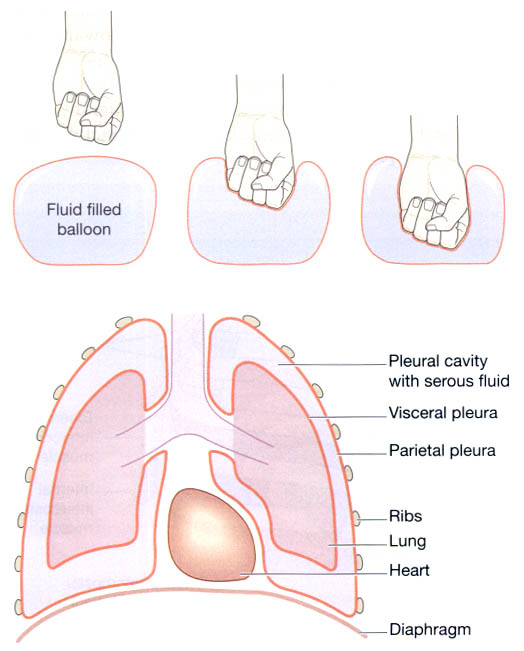 Fluid filled
balloon
Pleural cavity
with serous fluid
Visceral pleura
Parietal pleura
Ribs
Lung
Heart
Diaphragm